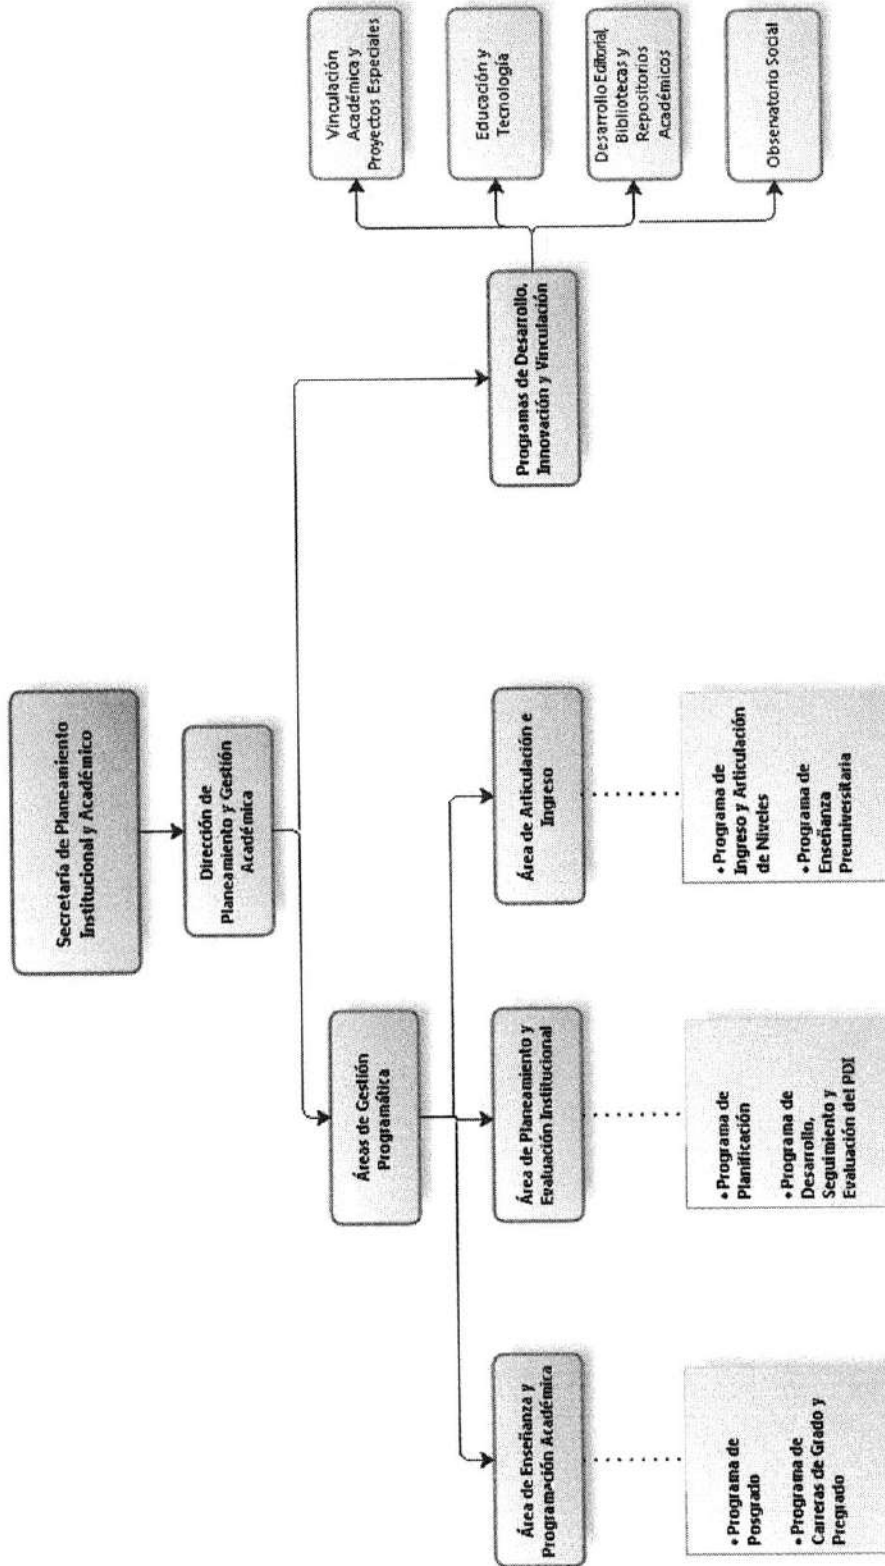 Secretaría de Planeamiento
Institucional y Académico
Dirección de
Planeamiento y Gestión
Académica
Áreas de Gestión
Programática
Programas de Desarrollo,
Innovación y Vinculación
Área de Enseñanza y
Programación Académica
Área de Planeamiento y
Evaluación Institucional
Área de Articulación e
Ingreso
• Programa de
Posgrado
• Programa de
Carreras de Grado y
Pregrado
• Programa de
Planificación
• Programa de
Desarrollo,
Seguimiento y
Evaluación del PDI
• Programa de
Ingreso y Articulación
de Niveles
• Programa de
Enseñanza
Preuniversitaria
Vinculación
Académica y
Proyectos Especiales
Educación y
Tecnología
Desarrollo Editorial,
Bibliotecas y
Repositorios
Académicos
Observatorio Social